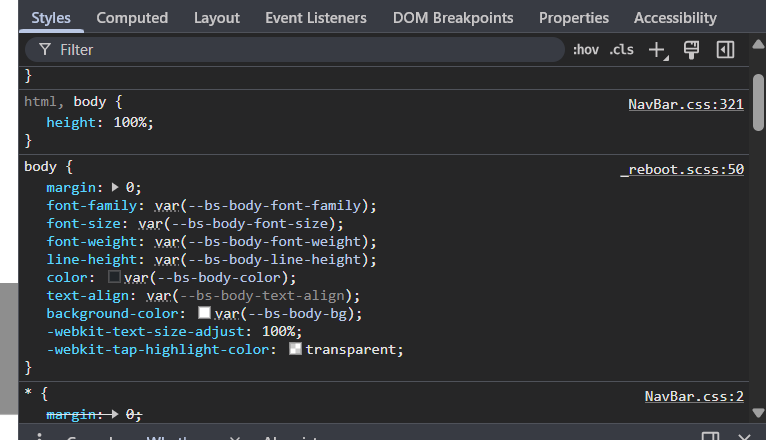 Styles Computed Layout Event Listeners DOM Breakpoints Properties Accessibility
Filter :hov .cls
}
html, body { NavBar.css:321
height: 100%;
}
body { _reboot.scss:50
margin: 0;
font-family: var(--bs-body-font-family);
font-size: var(--bs-body-font-size);
font-weight: var(--bs-body-font-weight);
line-height: var(--bs-body-line-height);
color: var(--bs-body-color);
text-align: var(--bs-body-text-align);
background-color: var(--bs-body-bg);
-webkit-text-size-adjust: 100%;
-webkit-tap-highlight-color: transparent;
}
* { NavBar.css:2
margin: 0;